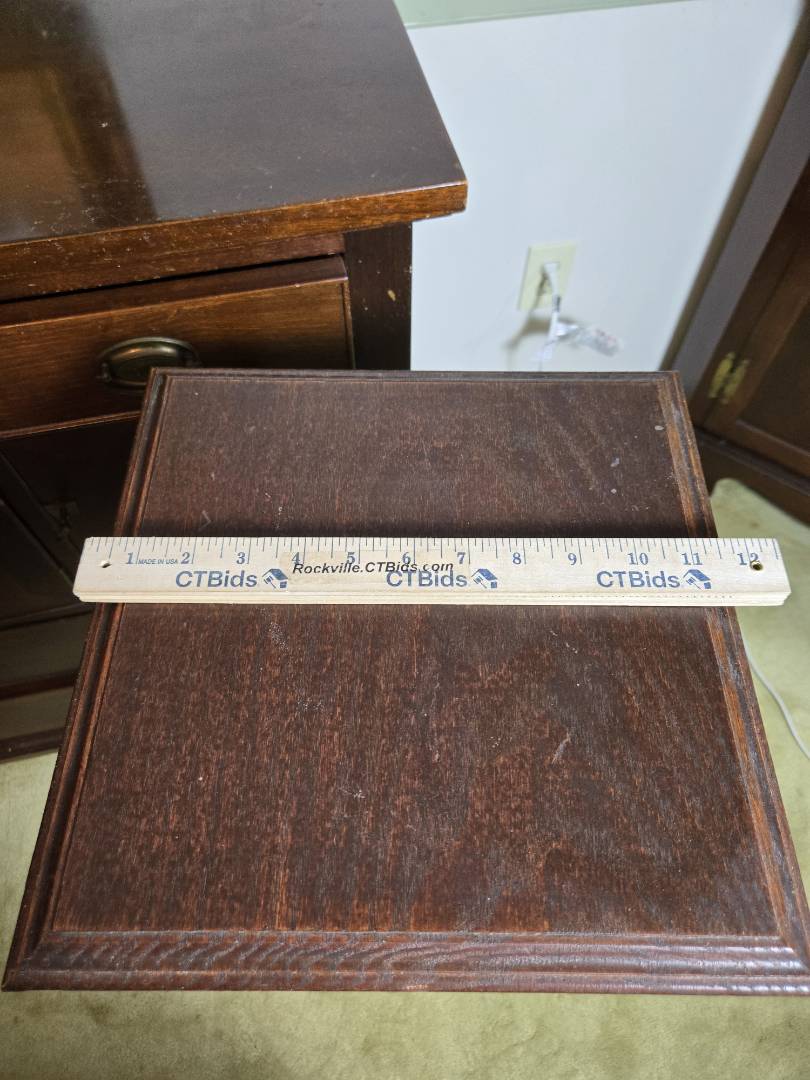 1 MADE IN USA 2 3 4 5 6 7 8 9 10 11 12
Rockville.CTBids.com
CTBids CTBids CTBids